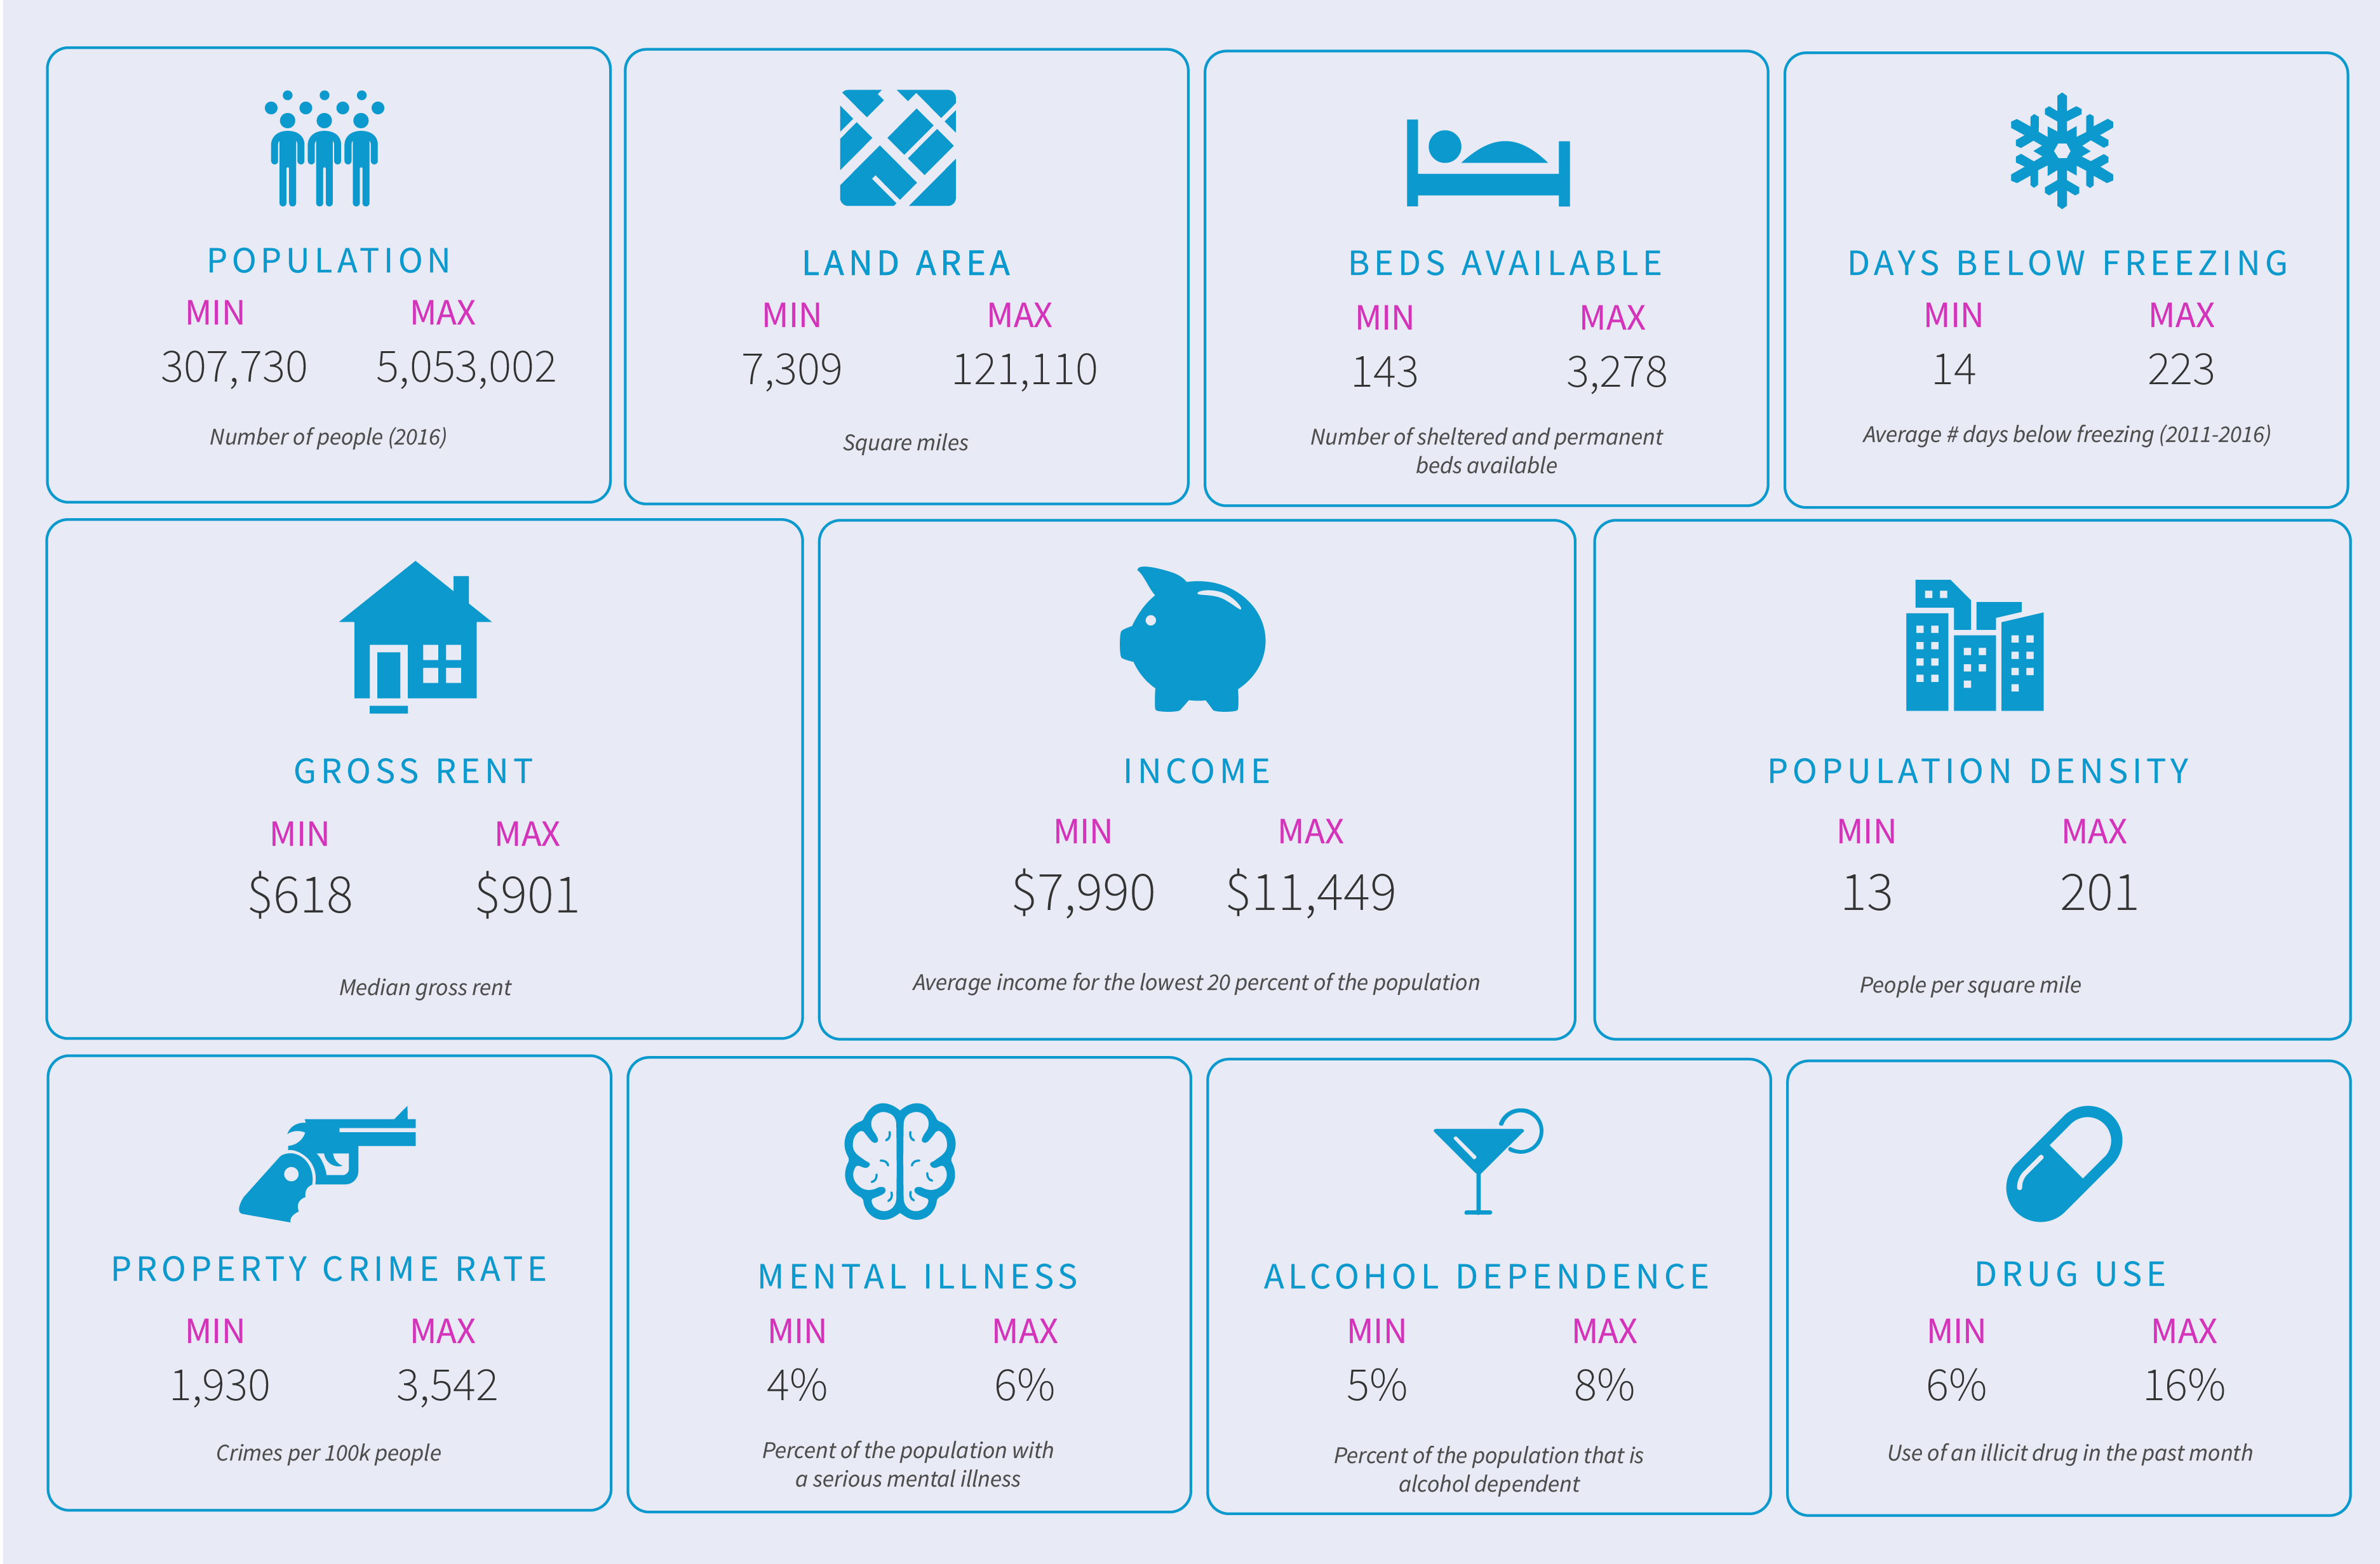 POPULATION
MIN MAX
307,730 5,053,002
Number of people (2016)
LAND AREA
MIN MAX
7,309 121,110
Square miles
BEDS AVAILABLE
MIN MAX
143 3,278
Number of sheltered and permanent
beds available
DAYS BELOW FREEZING
MIN MAX
14 223
Average # days below freezing (2011-2016)
GROSS RENT
MIN MAX
$618 $901
Median gross rent
INCOME
MIN MAX
$7,990 $11,449
Average income for the lowest 20 percent of the population
POPULATION DENSITY
MIN MAX
13 201
People per square mile
PROPERTY CRIME RATE
MIN MAX
1,930 3,542
Crimes per 100k people
MENTAL ILLNESS
MIN MAX
4% 6%
Percent of the population with
a serious mental illness
ALCOHOL DEPENDENCE
MIN MAX
5% 8%
Percent of the population that is
alcohol dependent
DRUG USE
MIN MAX
6% 16%
Use of an illicit drug in the past month